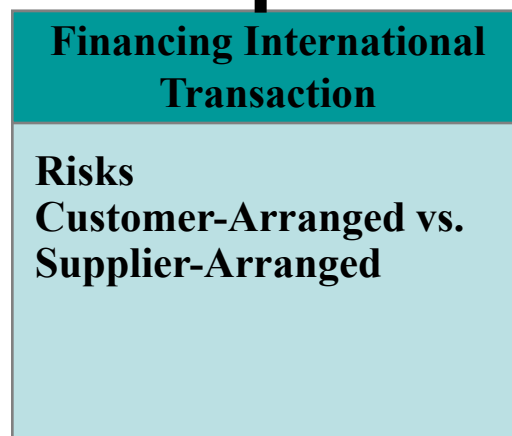 Financing International
Transaction
Risks
Customer-Arranged vs.
Supplier-Arranged